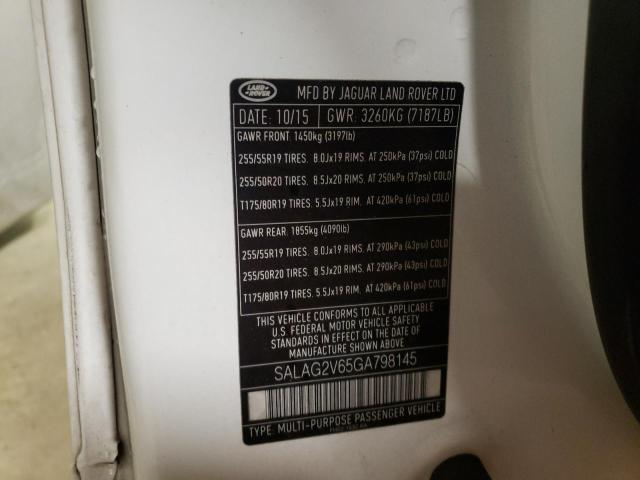 LAND
ROVER
MFD BY JAGUAR LAND ROVER LTD
DATE: 10/15 GWR: 3260KG (7187LB)
GAWR FRONT: 1450kg (3197lb)
255/55R19 TIRES. 8.0Jx19 RIMS. AT 250kPa (37psi) COLD
255/50R20 TIRES. 8.5Jx20 RIMS. AT 250kPa (37psi) COLD
T175/80R19 TIRES. 5.5Jx19 RIM. AT 420kPa (61psi) COLD
GAWR REAR: 1855kg (4090lb)
255/55R19 TIRES. 8.0Jx19 RIMS. AT 290kPa (43psi) COLD
255/50R20 TIRES. 8.5Jx20 RIMS. AT 290kPa (43psi) COLD
T175/80R19 TIRES. 5.5Jx19 RIM. AT 420kPa (61psi) COLD
THIS VEHICLE CONFORMS TO ALL APPLICABLE
U.S. FEDERAL MOTOR VEHICLE SAFETY
STANDARDS IN EFFECT ON THE DATE OF
MANUFACTURE SHOWN ABOVE.
SALAG2V65GA798145
TYPE: MULTI-PURPOSE PASSENGER VEHICLE